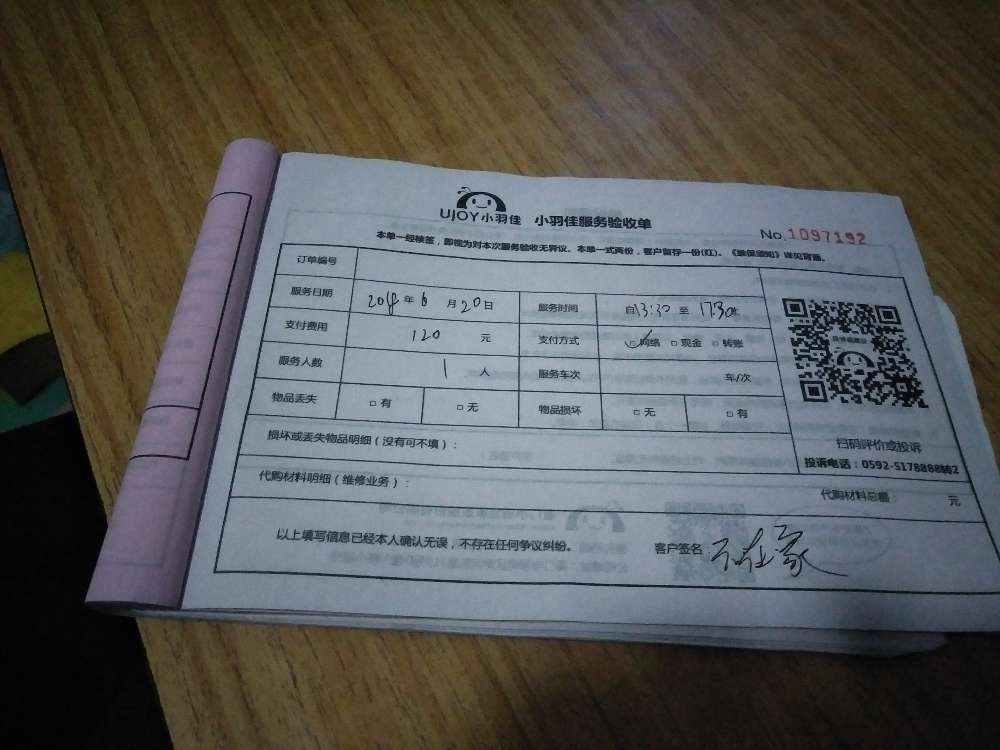 UJOY小羽佳 小羽佳服务验收单
No.1097192
本单一经核签，即视为对本次服务验收无异议。本单一式两份，客户留存一份(红)。《维保须知》详见背面。
订单编号
服务日期 年 6 月 20 日 服务时间 自 13:30 至 17:30
支付费用 120 元 支付方式 网络 □ 现金 □ 转账
服务人数 1 人 服务车次 车/次
物品丢失 □ 有 □ 无 物品损坏 □ 无 □ 有
扫码评价或投诉
投诉电话：0592-5178888转2
损坏或丢失物品明细（没有可不填）：
代购材料明细（维修业务）： 代购材料总额： 元
以上填写信息已经本人确认无误，不存在任何争议纠纷。 客户签名： 不在家